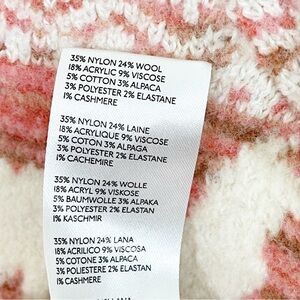 35% NYLON 24% WOOL
18% ACRYLIC 9% VISCOSE
5% COTTON 3% ALPACA
3% POLYESTER 2% ELASTANE
1% CASHMERE
35% NYLON 24% LAINE
18% ACRYLIQUE 9% VISCOSE
5% COTON 3% ALPAGA
3% POLYESTER 2% ELASTANE
1% CACHEMIRE
35% NYLON 24% WOLLE
18% ACRYL 9% VISKOSE
5% BAUMWOLLE 3% ALPAKA
3% POLYESTER 2% ELASTAN
1% KASCHMIR
35% NYLON 24% LANA
18% ACRILICO 9% VISCOSA
5% COTONE 3% ALPACA
3% POLIESTERE 2% ELASTAN